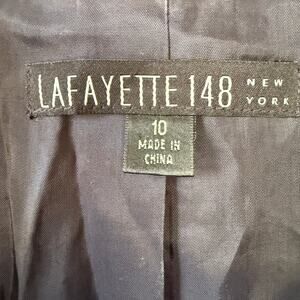 LAFAYETTE 148 NEW YORK
10
MADE IN
CHINA